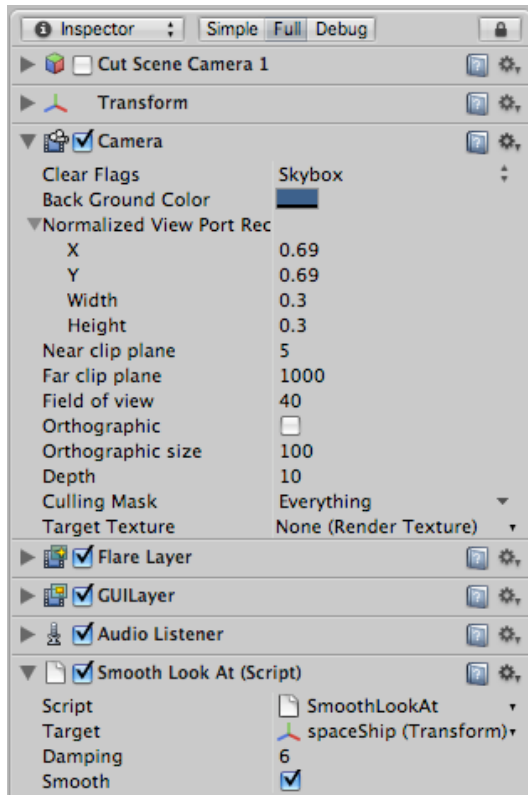 Inspector Simple Full Debug
Cut Scene Camera 1
Transform
Camera
Clear Flags Skybox
Back Ground Color
Normalized View Port Rec
X 0.69
Y 0.69
Width 0.3
Height 0.3
Near clip plane 5
Far clip plane 1000
Field of view 40
Orthographic
Orthographic size 100
Depth 10
Culling Mask Everything
Target Texture None (Render Texture)
Flare Layer
GUILayer
Audio Listener
Smooth Look At (Script)
Script SmoothLookAt
Target spaceShip (Transform)
Damping 6
Smooth